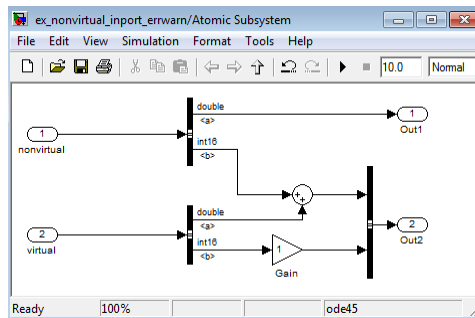 ex_nonvirtual_inport_errwarn/Atomic Subsystem
File Edit View Simulation Format Tools Help
10.0 Normal
double
<a>
1
nonvirtual
1
Out1
int16
<b>
+
+
double
<a>
2
virtual
2
Out2
int16
<b>
1
Gain
Ready 100% ode45